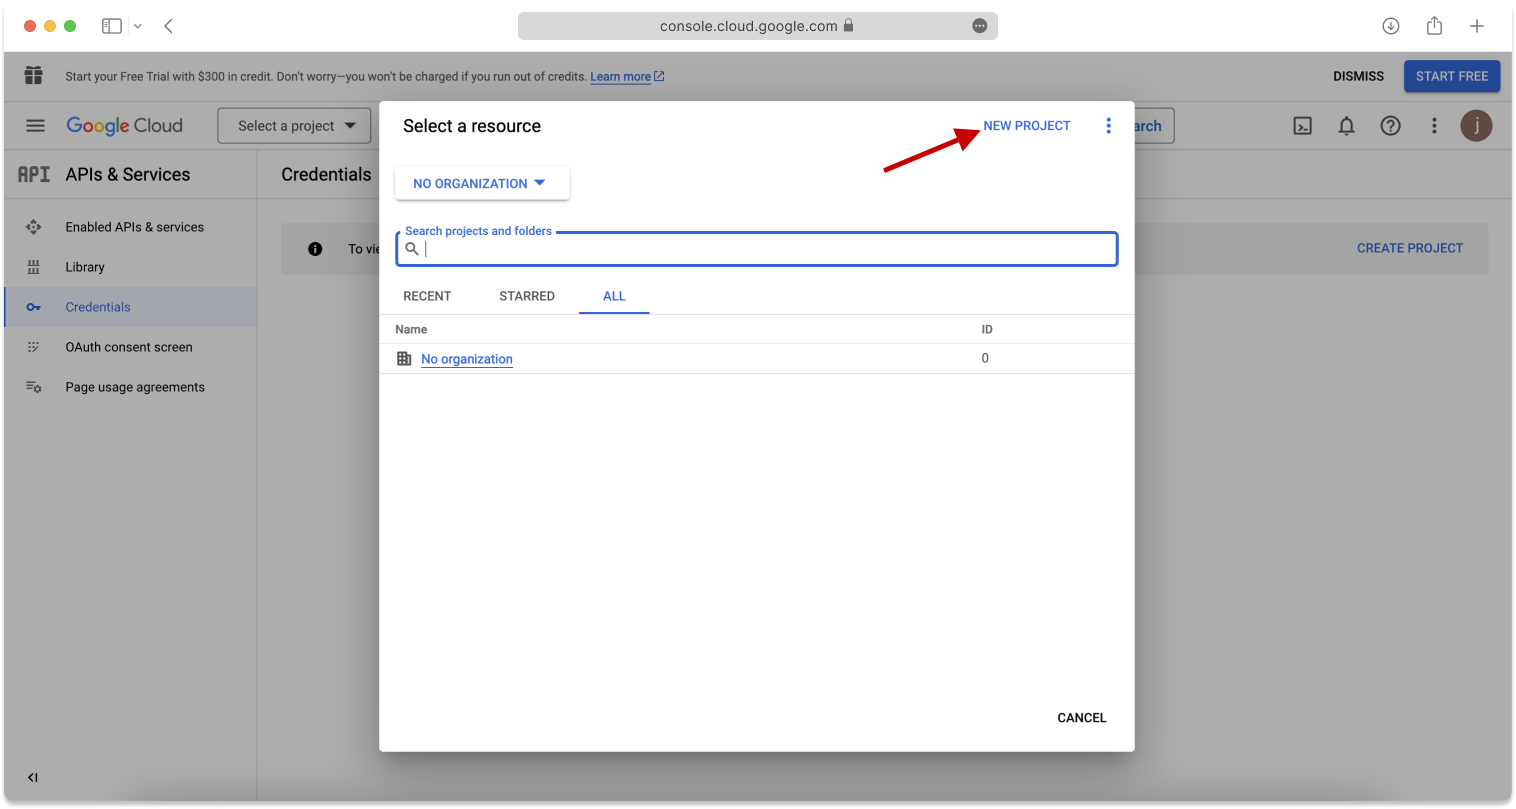 console.cloud.google.com
Start your Free Trial with $300 in credit. Don't worry—you won't be charged if you run out of credits. Learn more
DISMISS
START FREE
Google Cloud
Select a project
Select a resource
NEW PROJECT
arch
j
API
APIs & Services
Credentials
NO ORGANIZATION
Enabled APIs & services
Library
Credentials
OAuth consent screen
Page usage agreements
To vie
CREATE PROJECT
Search projects and folders
RECENT
STARRED
ALL
Name
ID
No organization
0
CANCEL